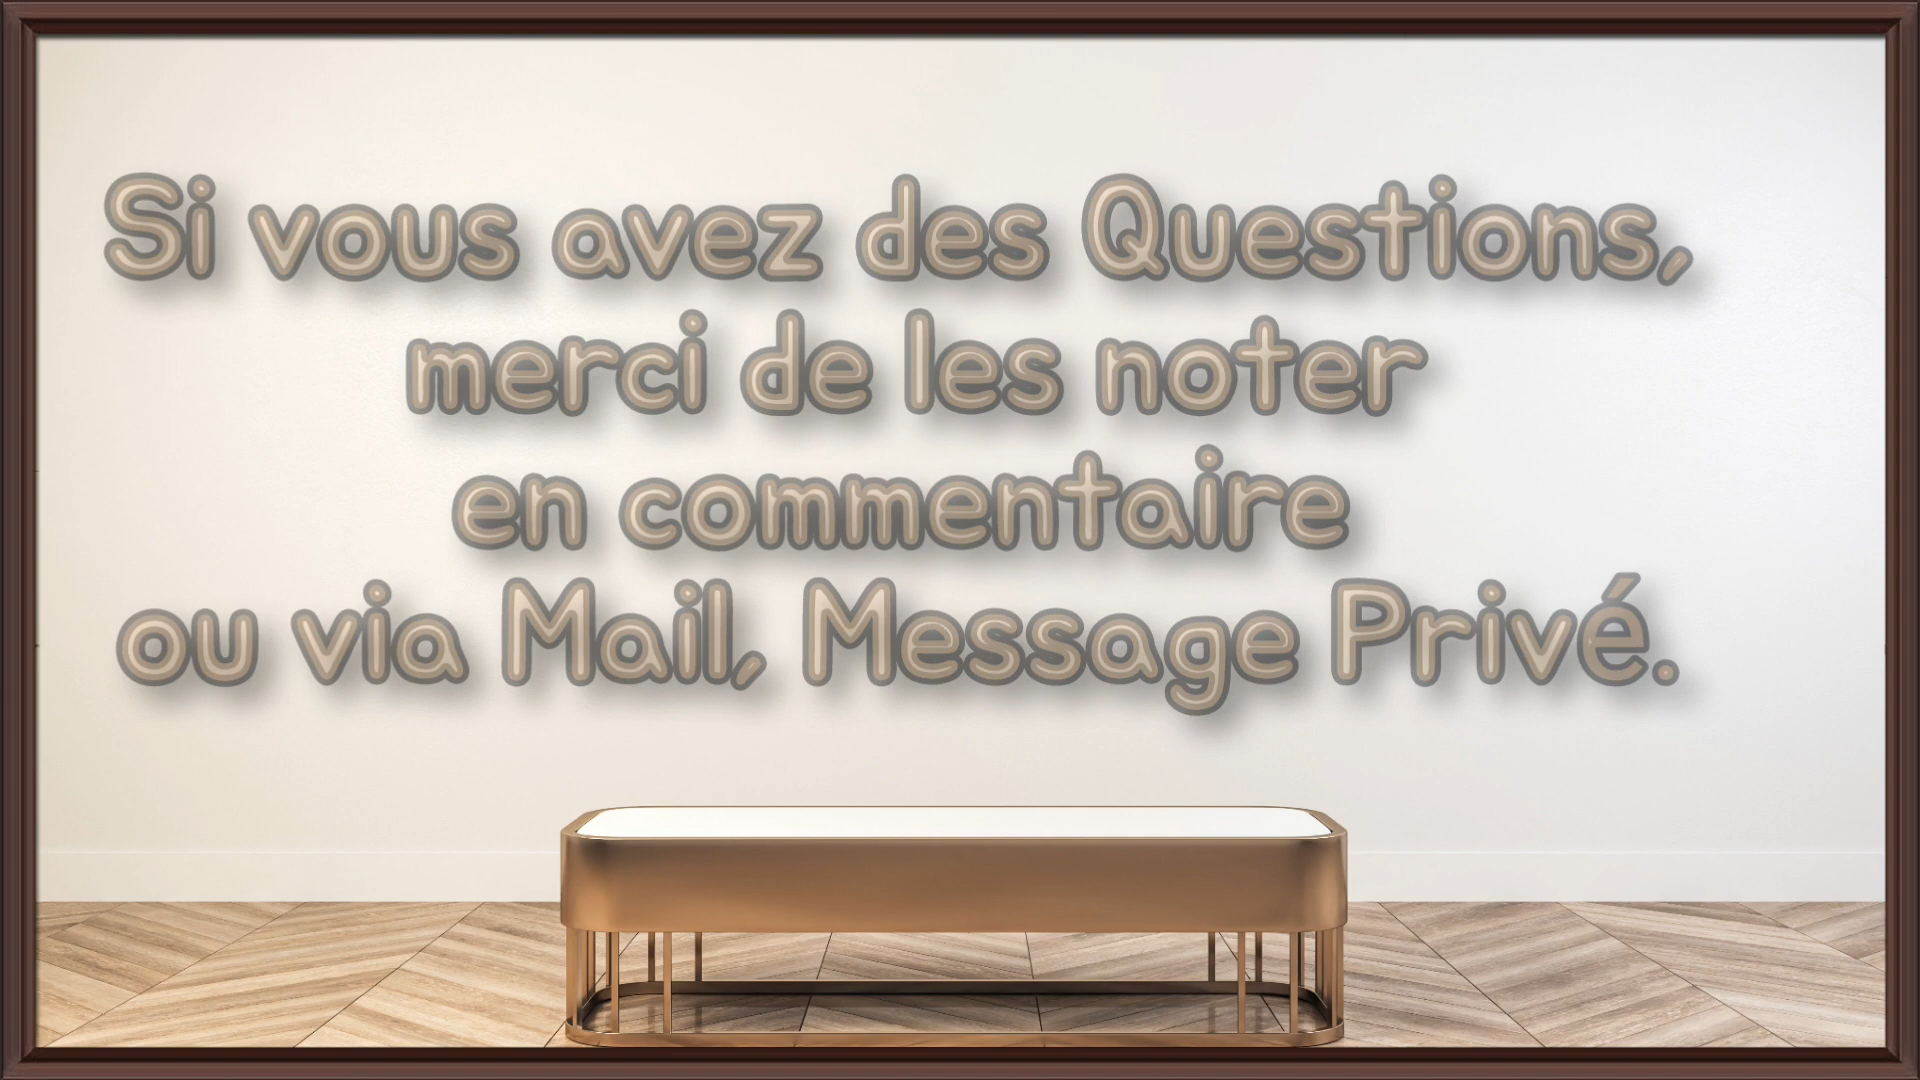 Si vous avez des Questions,
merci de les noter
en commentaire
ou via Mail, Message Privé.